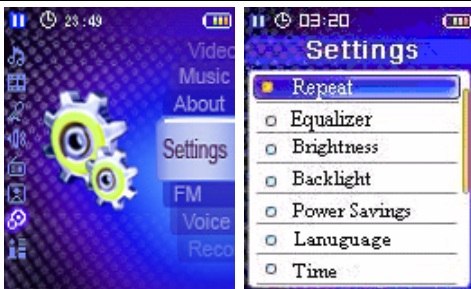 23:49
Video
Music
About
Settings
FM
Voice
Reco
03:20
Settings
Repeat
Equalizer
Brightness
Backlight
Power Savings
Lanuguage
Time